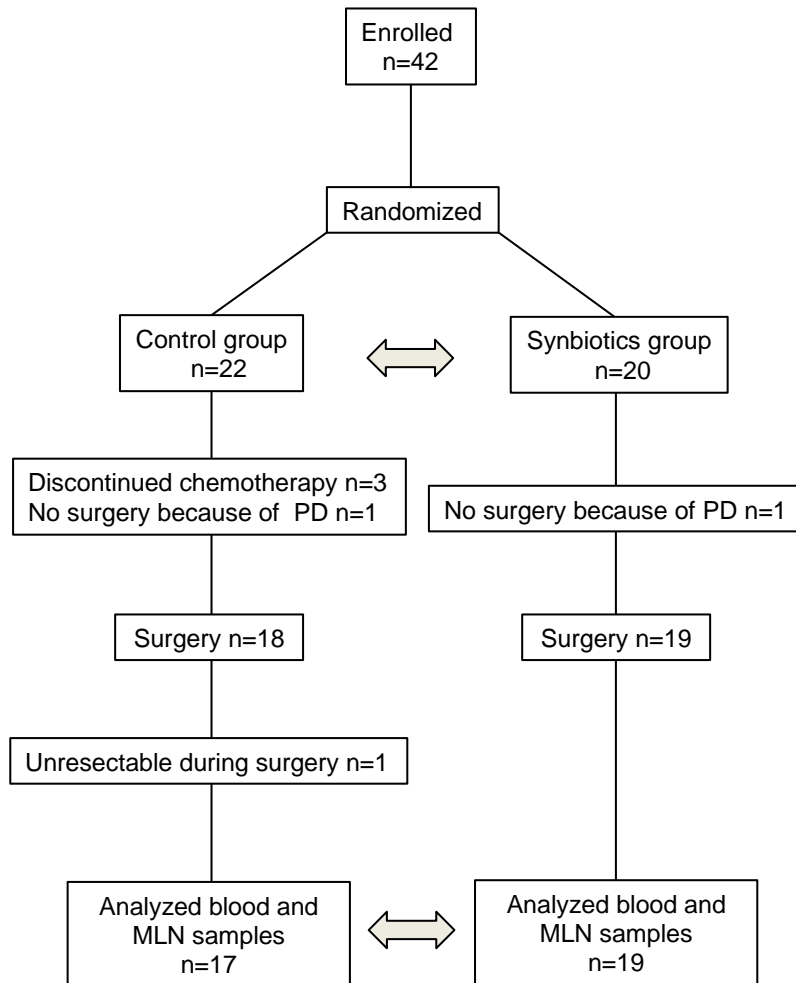 Enrolled
n=42
Randomized
Control group
n=22
Synbiotics group
n=20
Discontinued chemotherapy n=3
No surgery because of PD n=1
No surgery because of PD n=1
Surgery n=18
Surgery n=19
Unresectable during surgery n=1
Analyzed blood and
MLN samples
n=17
Analyzed blood and
MLN samples
n=19